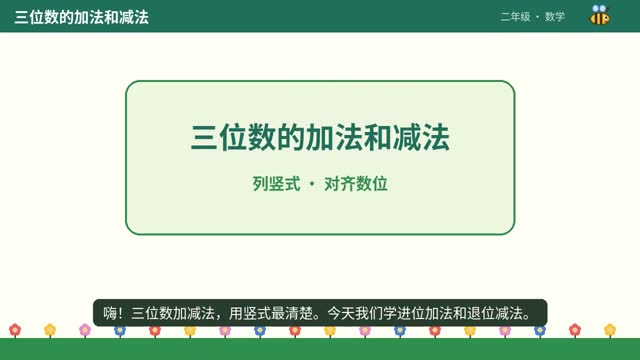 三位数的加法和减法
二年级 · 数学
三位数的加法和减法
列竖式 · 对齐数位
嗨！三位数加减法，用竖式最清楚。今天我们学进位加法和退位减法。